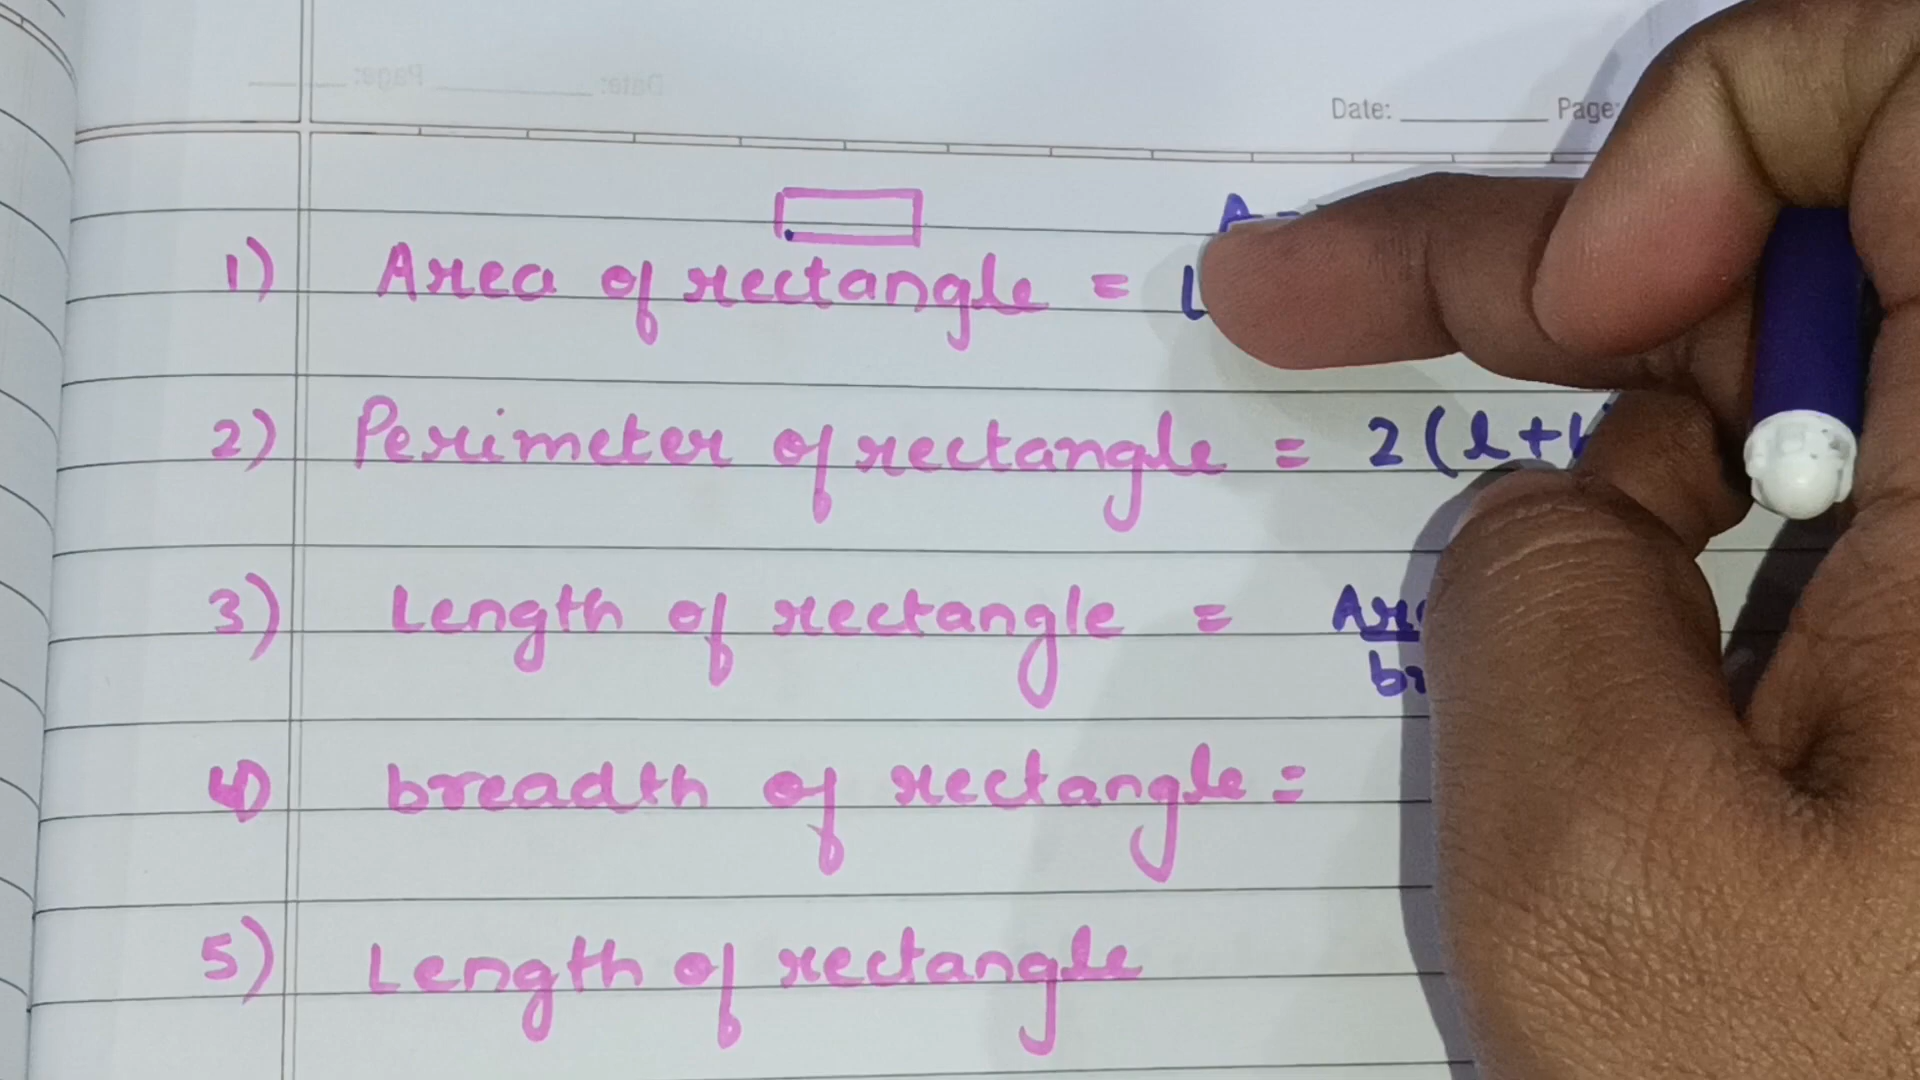 Date: Page:
1) Area of rectangle = l
2) Perimeter of rectangle = 2(l+b
3) Length of rectangle =
4) breadth of rectangle =
5) Length of rectangle